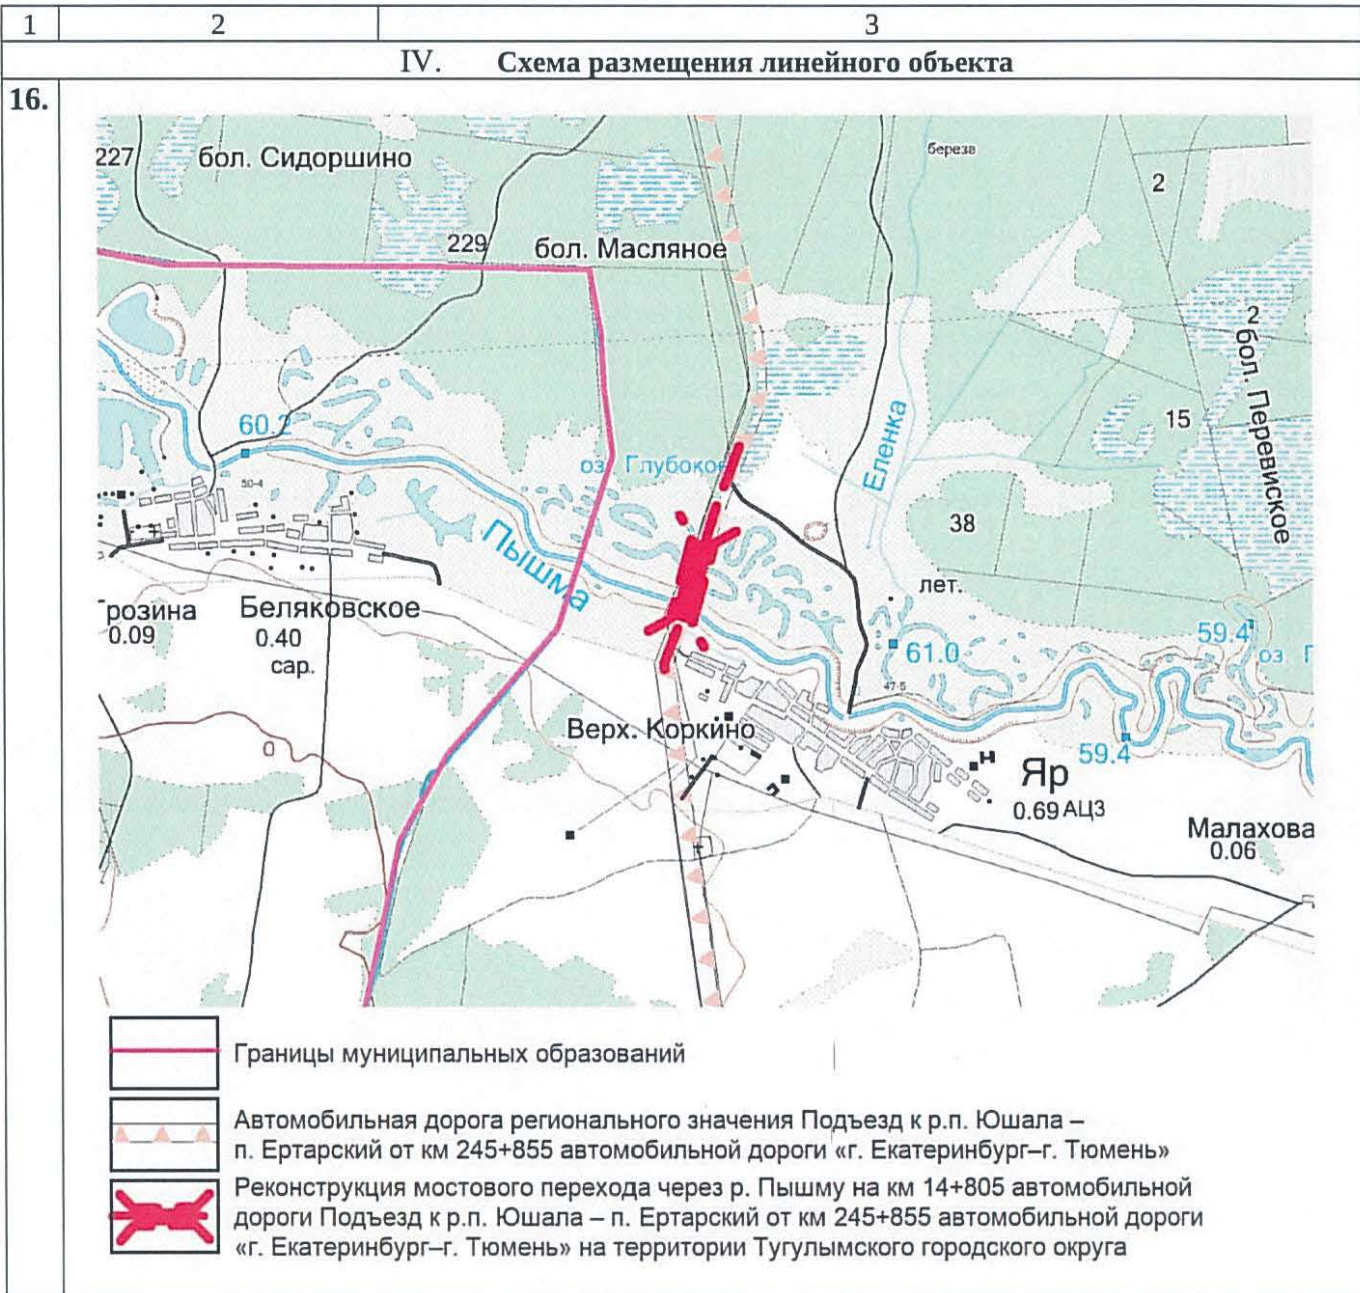 1 2 3
IV. Схема размещения линейного объекта
16.
227 бол. Сидоршино
береза
2
229 бол. Масляное
2
бол. Перевиское
15
60.2
оз. Глубокое
Еленка
50-4
38
Пышма
лет.
розина Беляковское
0.09 0.40
сар.
59.4
61.0
оз. Г
47-5
Верх. Коркино
59.4
Яр
0.69 АЦЗ
Малахова
0.06
Границы муниципальных образований
Автомобильная дорога регионального значения Подъезд к р.п. Юшала –
п. Ертарский от км 245+855 автомобильной дороги «г. Екатеринбург–г. Тюмень»
Реконструкция мостового перехода через р. Пышму на км 14+805 автомобильной
дороги Подъезд к р.п. Юшала – п. Ертарский от км 245+855 автомобильной дороги
«г. Екатеринбург–г. Тюмень» на территории Тугулымского городского округа